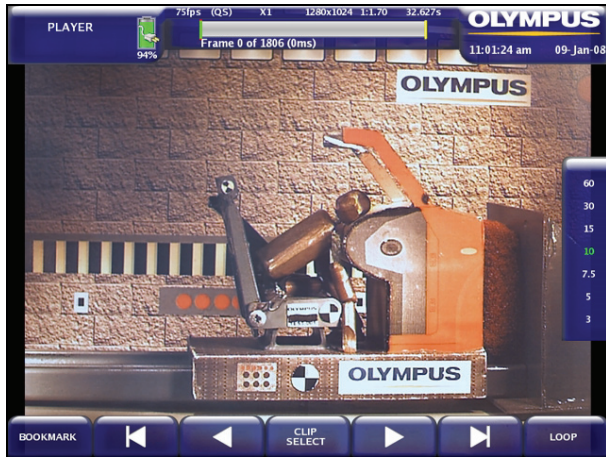 PLAYER
94%
75fps (QS) X1 1280x1024 1:1.70 32.627s
Frame 0 of 1806 (0ms)
OLYMPUS
11:01:24 am 09-Jan-08
OLYMPUS
60
30
15
10
7.5
5
3
OLYMPUS
OLYMPUS
BOOKMARK
CLIP
SELECT
LOOP